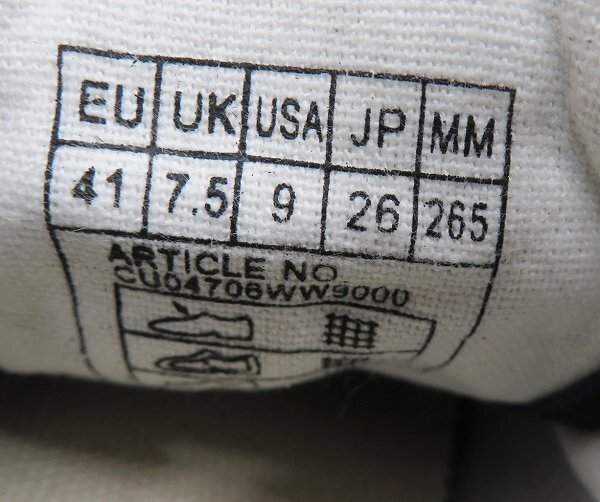 EU UK USA JP MM
41 7.5 9 26 265
ARTICLE NO
CU04706WW9000